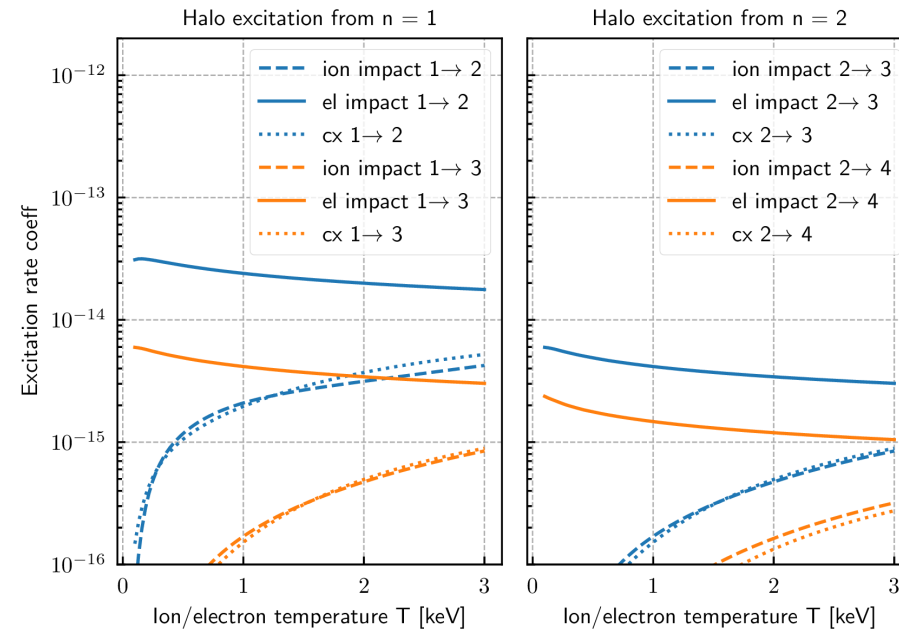 Halo excitation from n = 1
10⁻¹²
10⁻¹³
10⁻¹⁴
10⁻¹⁵
10⁻¹⁶
Excitation rate coeff
ion impact 1→ 2
el impact 1→ 2
cx 1→ 2
ion impact 1→ 3
el impact 1→ 3
cx 1→ 3
0 1 2 3
Ion/electron temperature T [keV]
Halo excitation from n = 2
ion impact 2→ 3
el impact 2→ 3
cx 2→ 3
ion impact 2→ 4
el impact 2→ 4
cx 2→ 4
0 1 2 3
Ion/electron temperature T [keV]